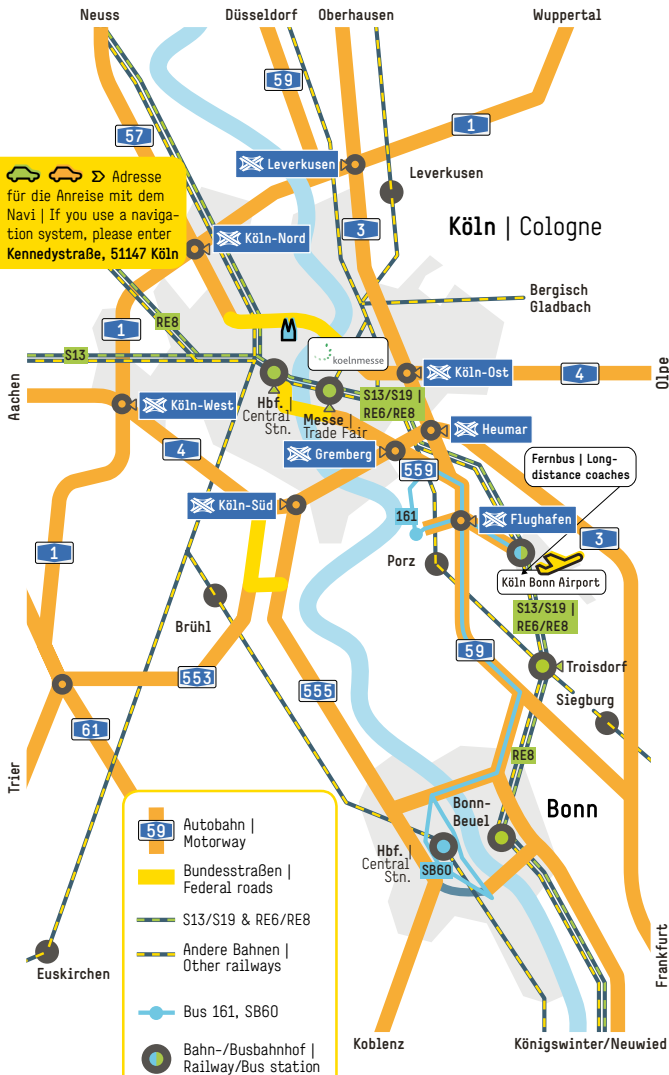 Neuss
Düsseldorf
Oberhausen
Wuppertal
59
57
1
Leverkusen
Leverkusen
Adresse
für die Anreise mit dem
Navi | If you use a naviga-
tion system, please enter
Kennedystraße, 51147 Köln
3
Köln | Cologne
Köln-Nord
Bergisch
Gladbach
1
RE8
S13
koelnmesse
Köln-Ost
4
Olpe
Aachen
Hbf. |
Central
Stn.
Messe |
Trade Fair
S13/S19 |
RE6/RE8
Köln-West
Heumar
4
Gremberg
559
Fernbus | Long-
distance coaches
Köln-Süd
161
Flughafen
3
1
Porz
Köln Bonn Airport
Brühl
S13/S19 |
RE6/RE8
59
Troisdorf
553
555
Siegburg
61
Trier
RE8
Bonn
Bonn-
Beuel
Hbf. |
Central
Stn.
SB60
59
Autobahn |
Motorway
Bundesstraßen |
Federal roads
S13/S19 & RE6/RE8
Andere Bahnen |
Other railways
Bus 161, SB60
Bahn-/Busbahnhof |
Railway/Bus station
Euskirchen
Frankfurt
Koblenz
Königswinter/Neuwied